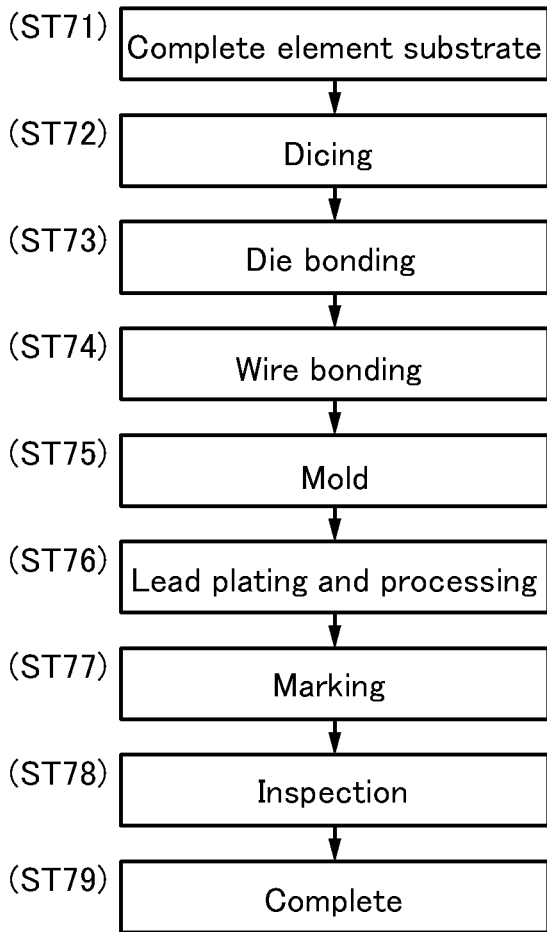 (ST71) Complete element substrate
(ST72) Dicing
(ST73) Die bonding
(ST74) Wire bonding
(ST75) Mold
(ST76) Lead plating and processing
(ST77) Marking
(ST78) Inspection
(ST79) Complete